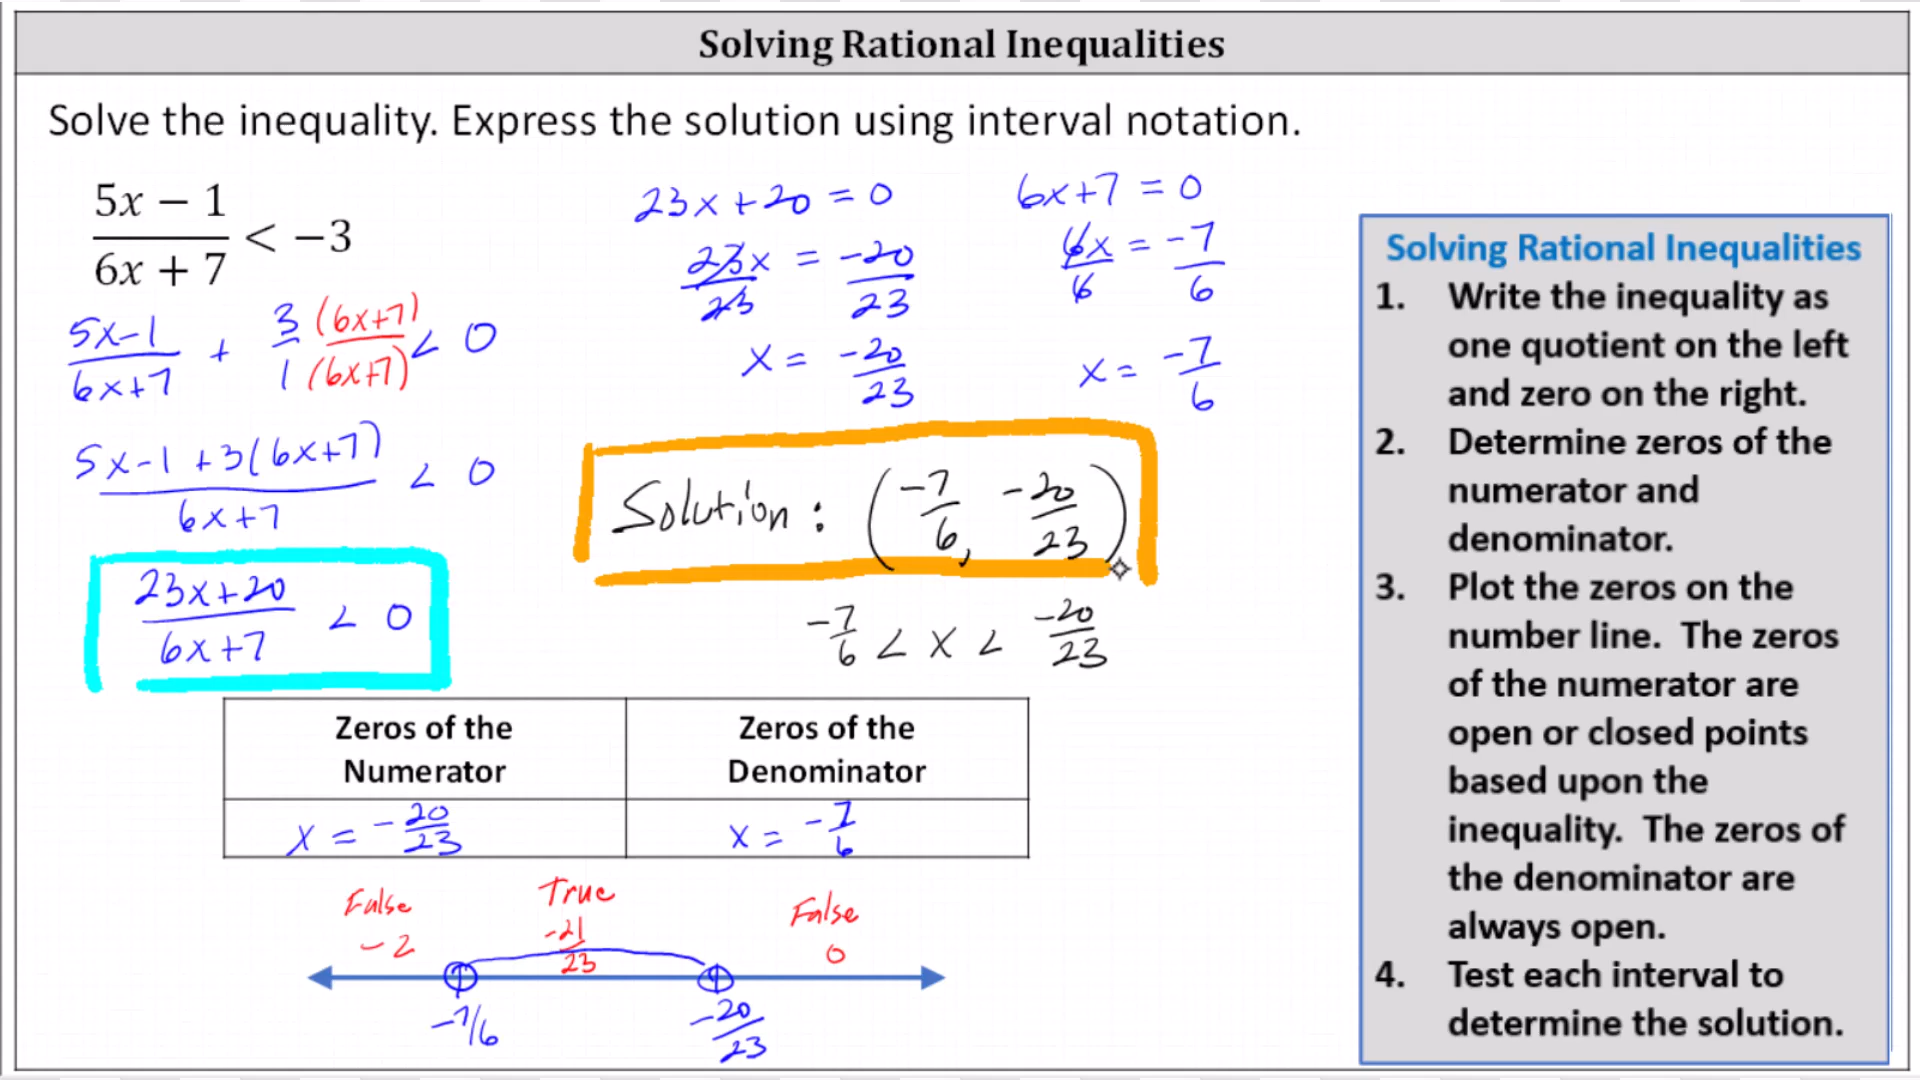 Solving Rational Inequalities
Solve the inequality. Express the solution using interval notation.
(5x − 1)/(6x + 7) < −3
(5x-1)/(6x+7) + 3(6x+7)/1(6x+7) < 0
(5x-1+3(6x+7))/(6x+7) < 0
(23x+20)/(6x+7) < 0
23x+20 = 0
23x/23 = -20/23
x = -20/23
6x+7 = 0
6x/6 = -7/6
x = -7/6
Solution: (-7/6, -20/23)
-7/6 < x < -20/23
Zeros of the
Numerator
Zeros of the
Denominator
x = -20/23
x = -7/6
False
True
False
-2
-21/23
0
-7/6
-20/23
Solving Rational Inequalities
1. Write the inequality as
one quotient on the left
and zero on the right.
2. Determine zeros of the
numerator and
denominator.
3. Plot the zeros on the
number line. The zeros
of the numerator are
open or closed points
based upon the
inequality. The zeros of
the denominator are
always open.
4. Test each interval to
determine the solution.